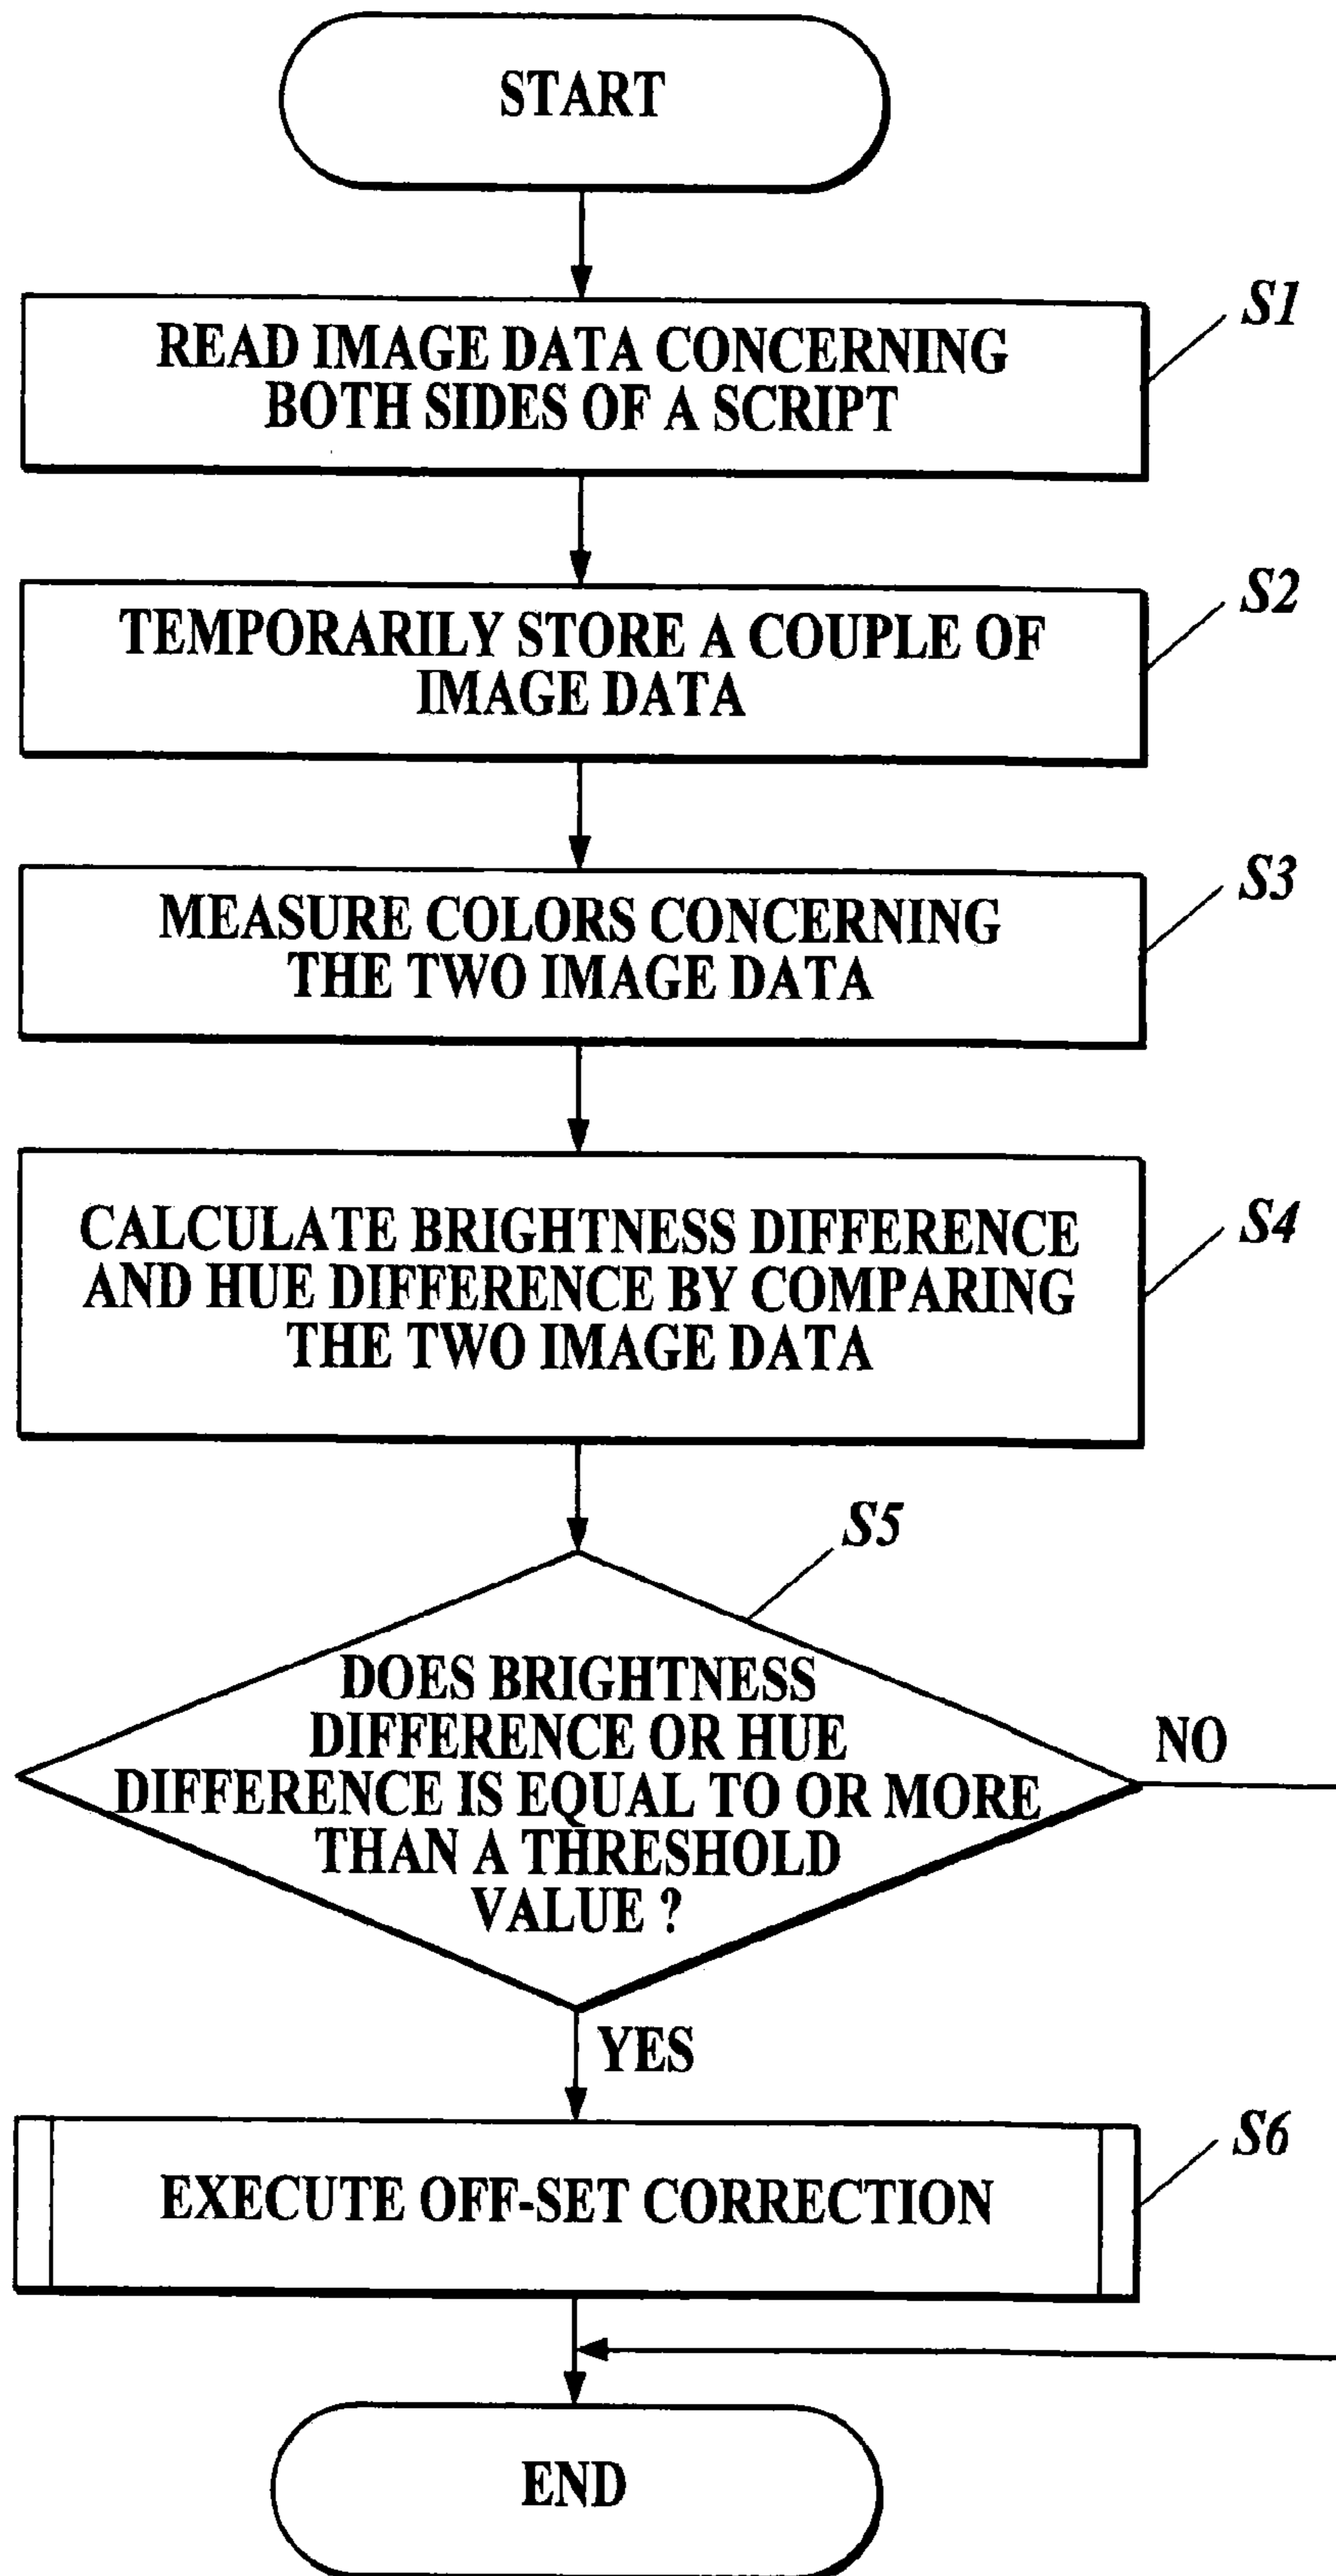 START
S1
READ IMAGE DATA CONCERNING
BOTH SIDES OF A SCRIPT
S2
TEMPORARILY STORE A COUPLE OF
IMAGE DATA
S3
MEASURE COLORS CONCERNING
THE TWO IMAGE DATA
S4
CALCULATE BRIGHTNESS DIFFERENCE
AND HUE DIFFERENCE BY COMPARING
THE TWO IMAGE DATA
S5
DOES BRIGHTNESS
DIFFERENCE OR HUE
DIFFERENCE IS EQUAL TO OR MORE
THAN A THRESHOLD
VALUE ?
NO
YES
S6
EXECUTE OFF-SET CORRECTION
END